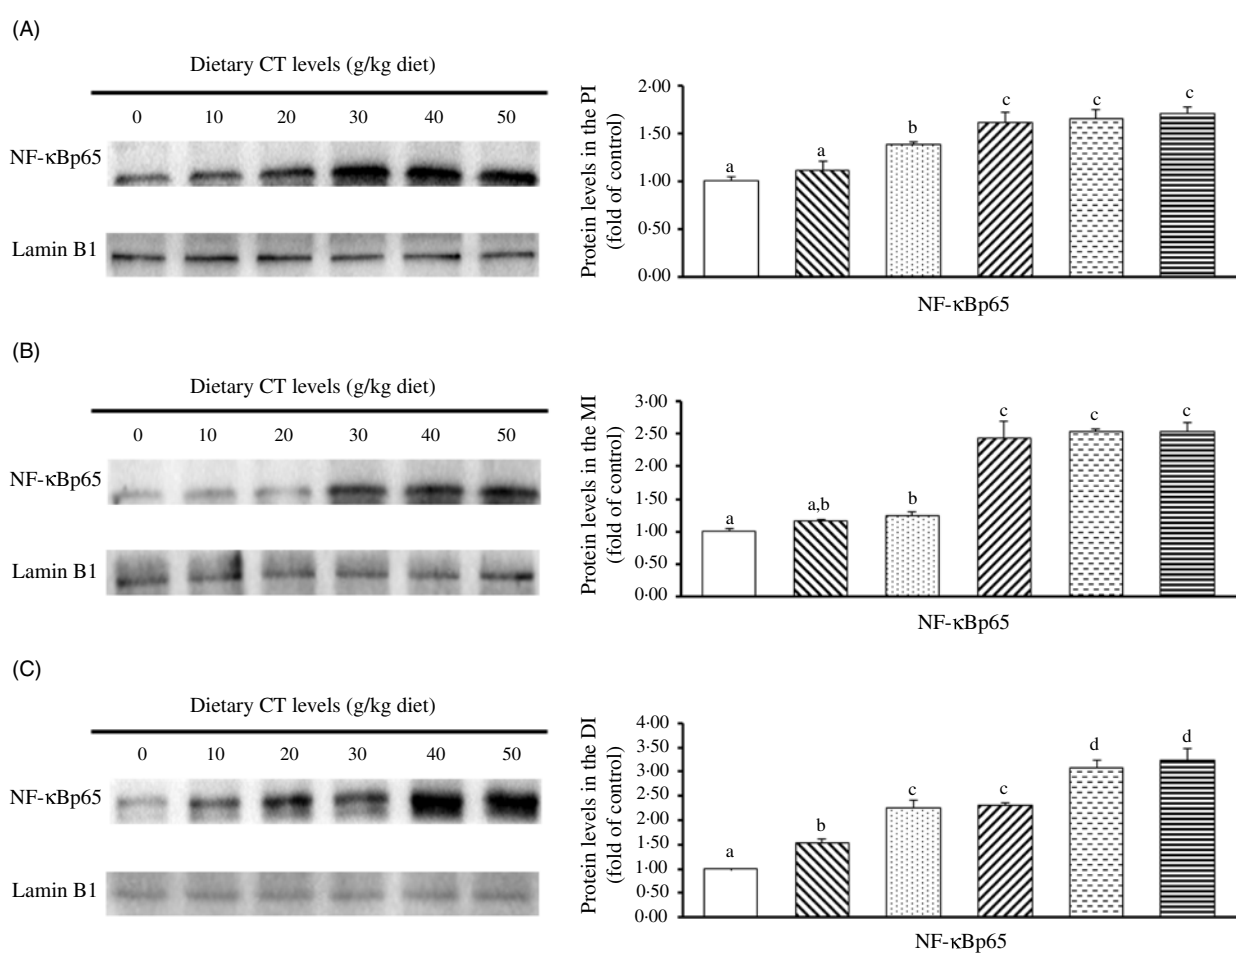 (A)
Dietary CT levels (g/kg diet)
0 10 20 30 40 50
NF-κBp65
Lamin B1
Protein levels in the PI
(fold of control)
2·00
1·50
1·00
0·50
0·00
a a b c c c
NF-κBp65
(B)
Dietary CT levels (g/kg diet)
0 10 20 30 40 50
NF-κBp65
Lamin B1
Protein levels in the MI
(fold of control)
3·00
2·50
2·00
1·50
1·00
0·50
0·00
a a,b b c c c
NF-κBp65
(C)
Dietary CT levels (g/kg diet)
0 10 20 30 40 50
NF-κBp65
Lamin B1
Protein levels in the DI
(fold of control)
4·00
3·50
3·00
2·50
2·00
1·50
1·00
0·50
0·00
a b c c d d
NF-κBp65